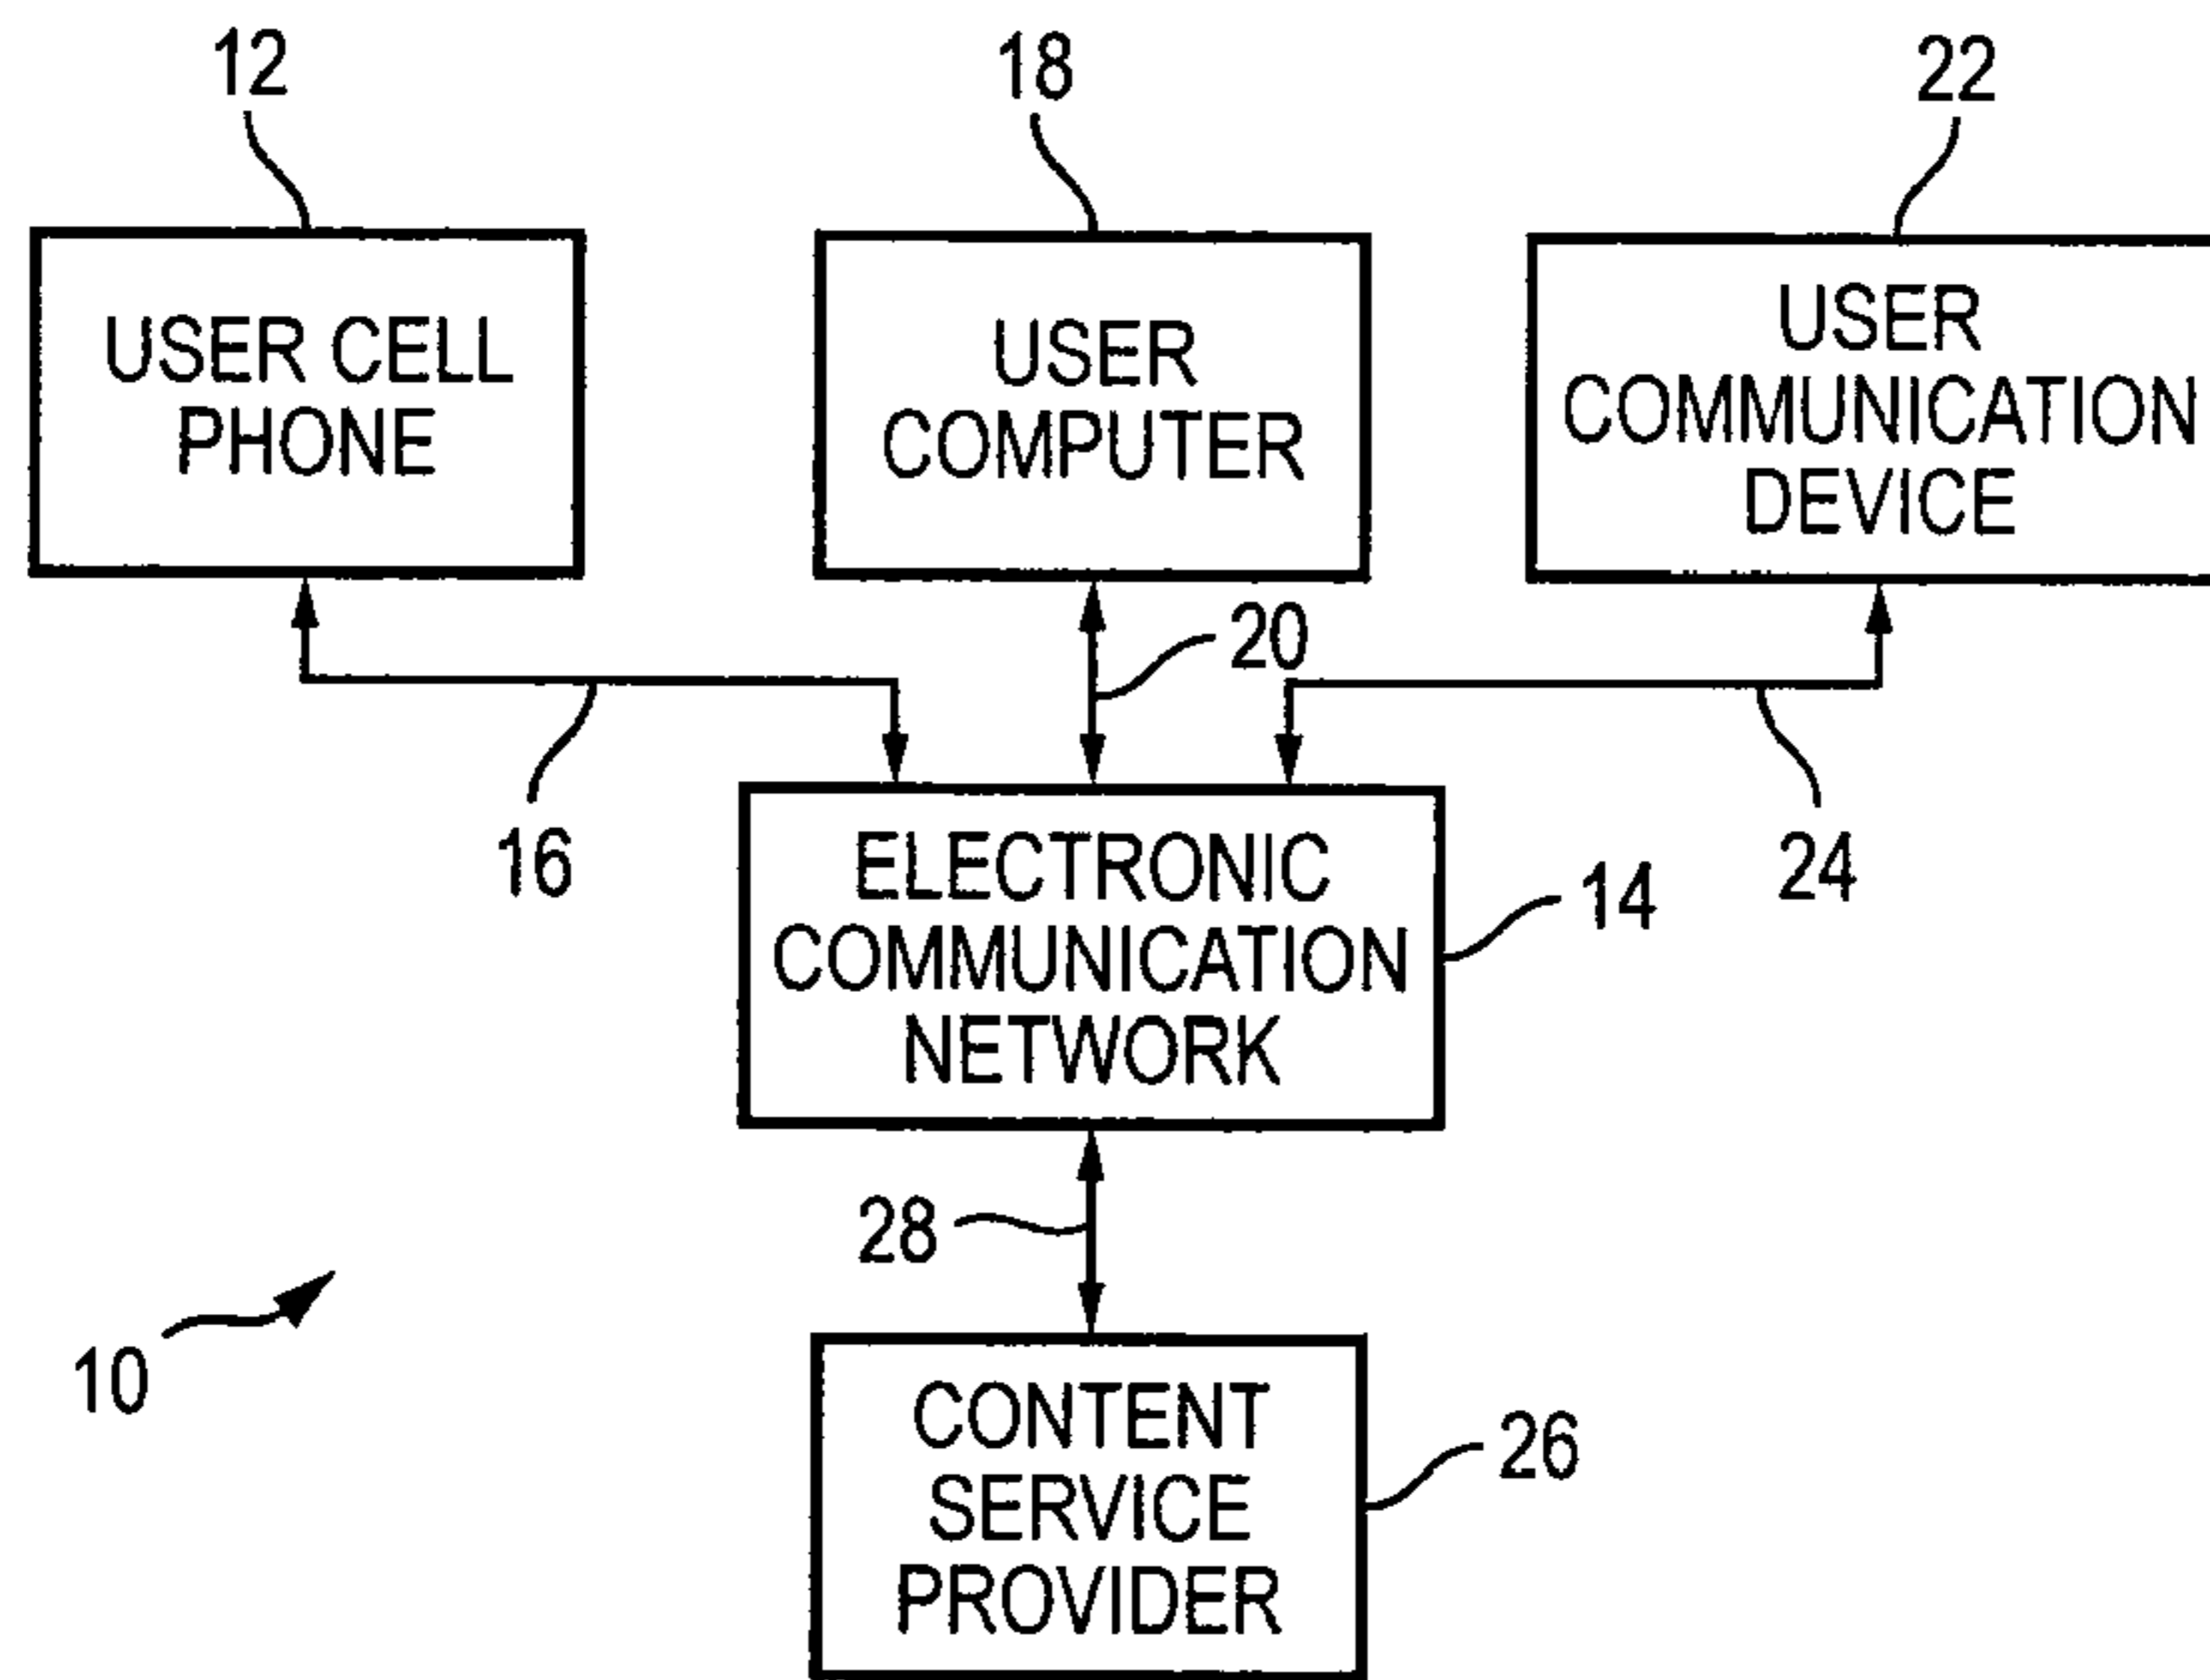 12
18
22
USER CELL
PHONE
USER
COMPUTER
USER
COMMUNICATION
DEVICE
20
16
24
ELECTRONIC
COMMUNICATION
NETWORK
14
28
10
CONTENT
SERVICE
PROVIDER
26